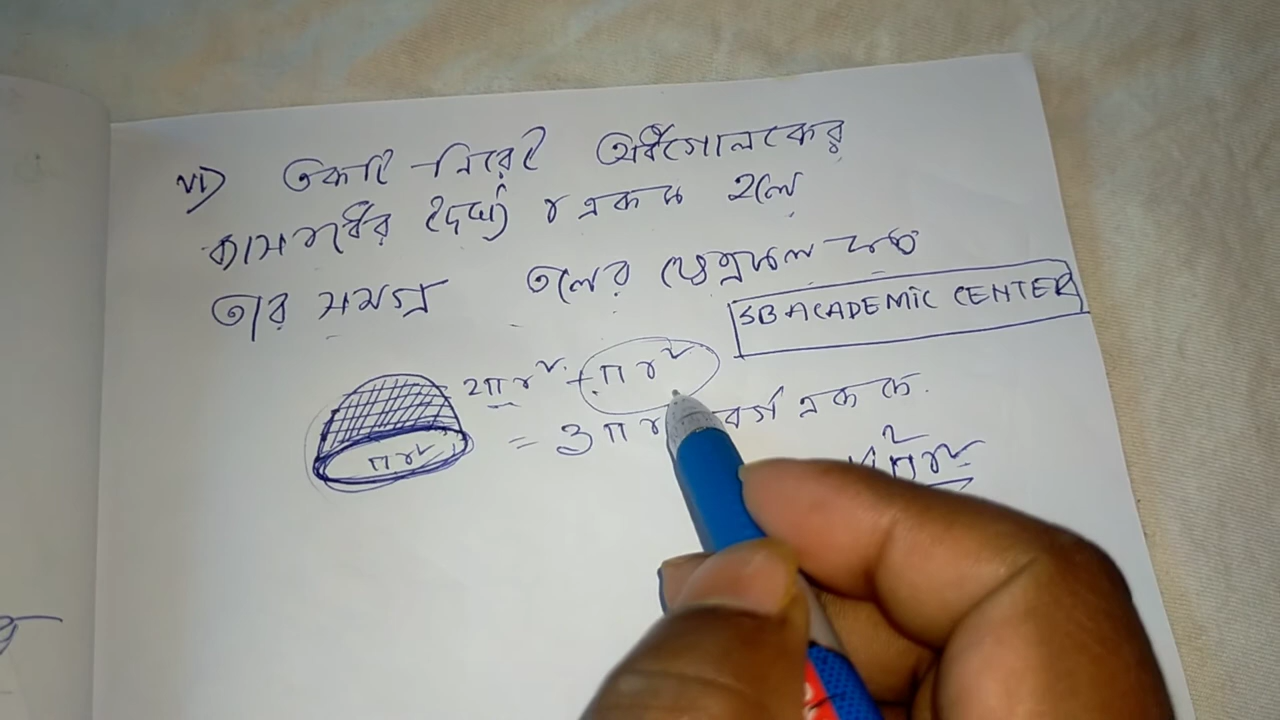 VI) একটি নিরেট অর্ধগোলকের
ব্যাসার্ধের দৈর্ঘ্য r একক হলে
তার সমগ্র তলের ক্ষেত্রফল কত
SB ACADEMIC CENTER
2πr² + πr²
= 3πr বর্গ একক
πr²